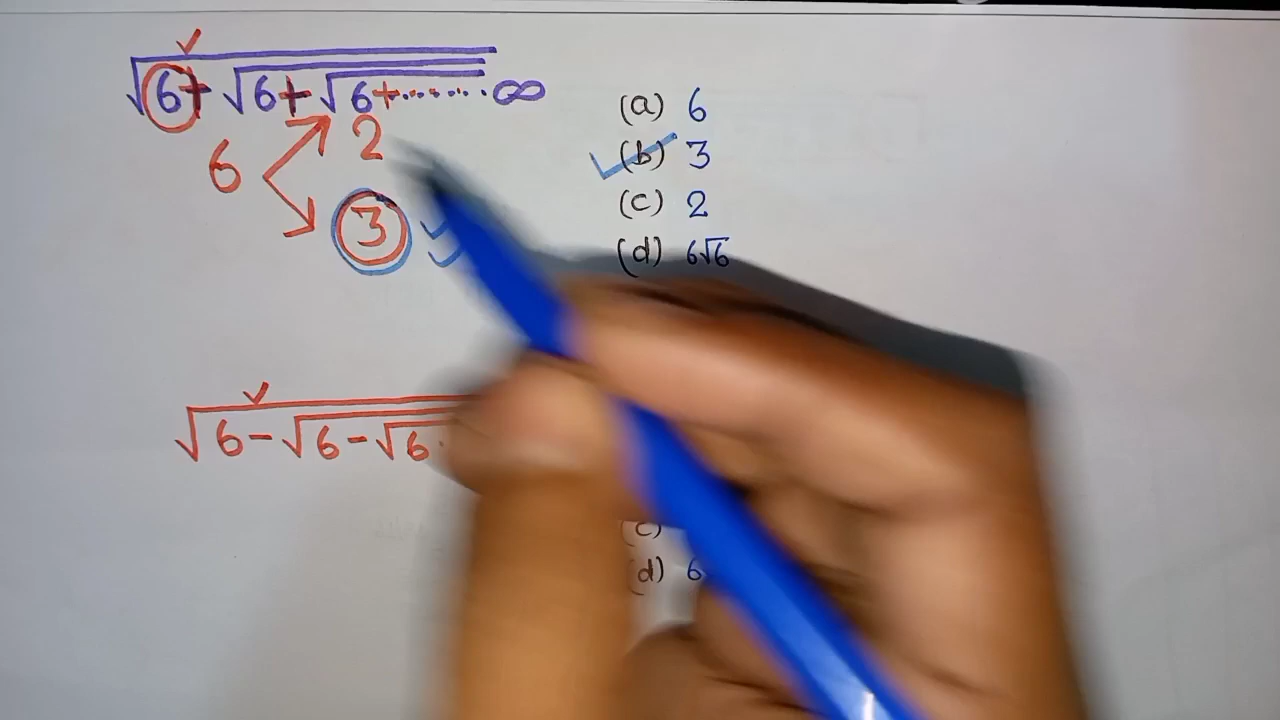 √6+√6+√6+........∞
6
2
3
(a) 6
(b) 3
(c) 2
(d) 6√6
√6-√6-√6.
(c)
(d) 6